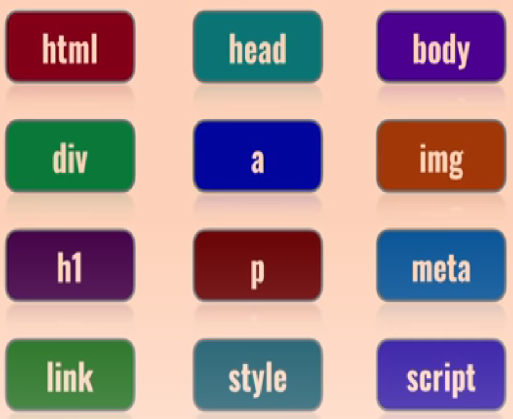 html head body
div a img
h1 p meta
link style script